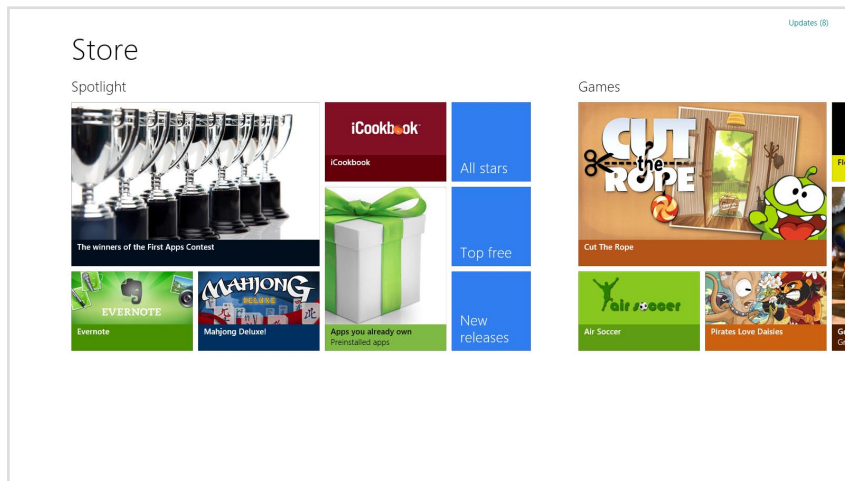 Updates (8)
Store
Spotlight
The winners of the First Apps Contest
iCookbook
iCookbook
All stars
Top free
New
releases
EVERNOTE
Evernote
MAHJONG
DELUXE
Mahjong Deluxe!
Apps you already own
Preinstalled apps
Games
CUT
the
ROPE
Cut The Rope
air soccer
Air Soccer
Pirates Love Daisies